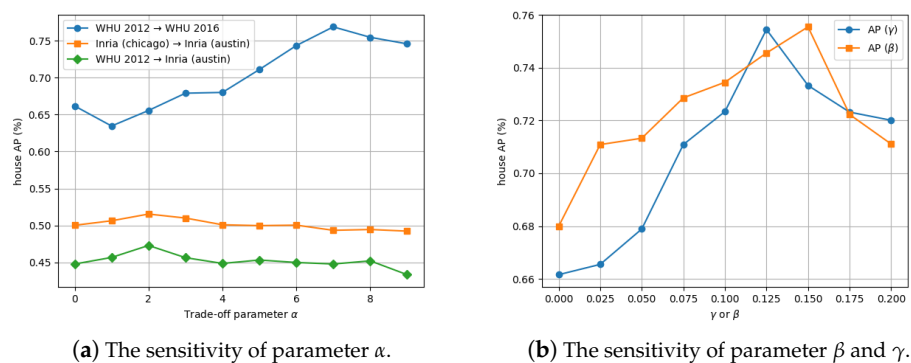 WHU 2012 → WHU 2016
Inria (chicago) → Inria (austin)
WHU 2012 → Inria (austin)
0.75
0.70
0.65
0.60
0.55
0.50
0.45
house AP (%)
0 2 4 6 8
Trade-off parameter α
(a) The sensitivity of parameter α.
AP (γ)
AP (β)
0.76
0.74
0.72
0.70
0.68
0.66
house AP (%)
0.000 0.025 0.050 0.075 0.100 0.125 0.150 0.175 0.200
γ or β
(b) The sensitivity of parameter β and γ.